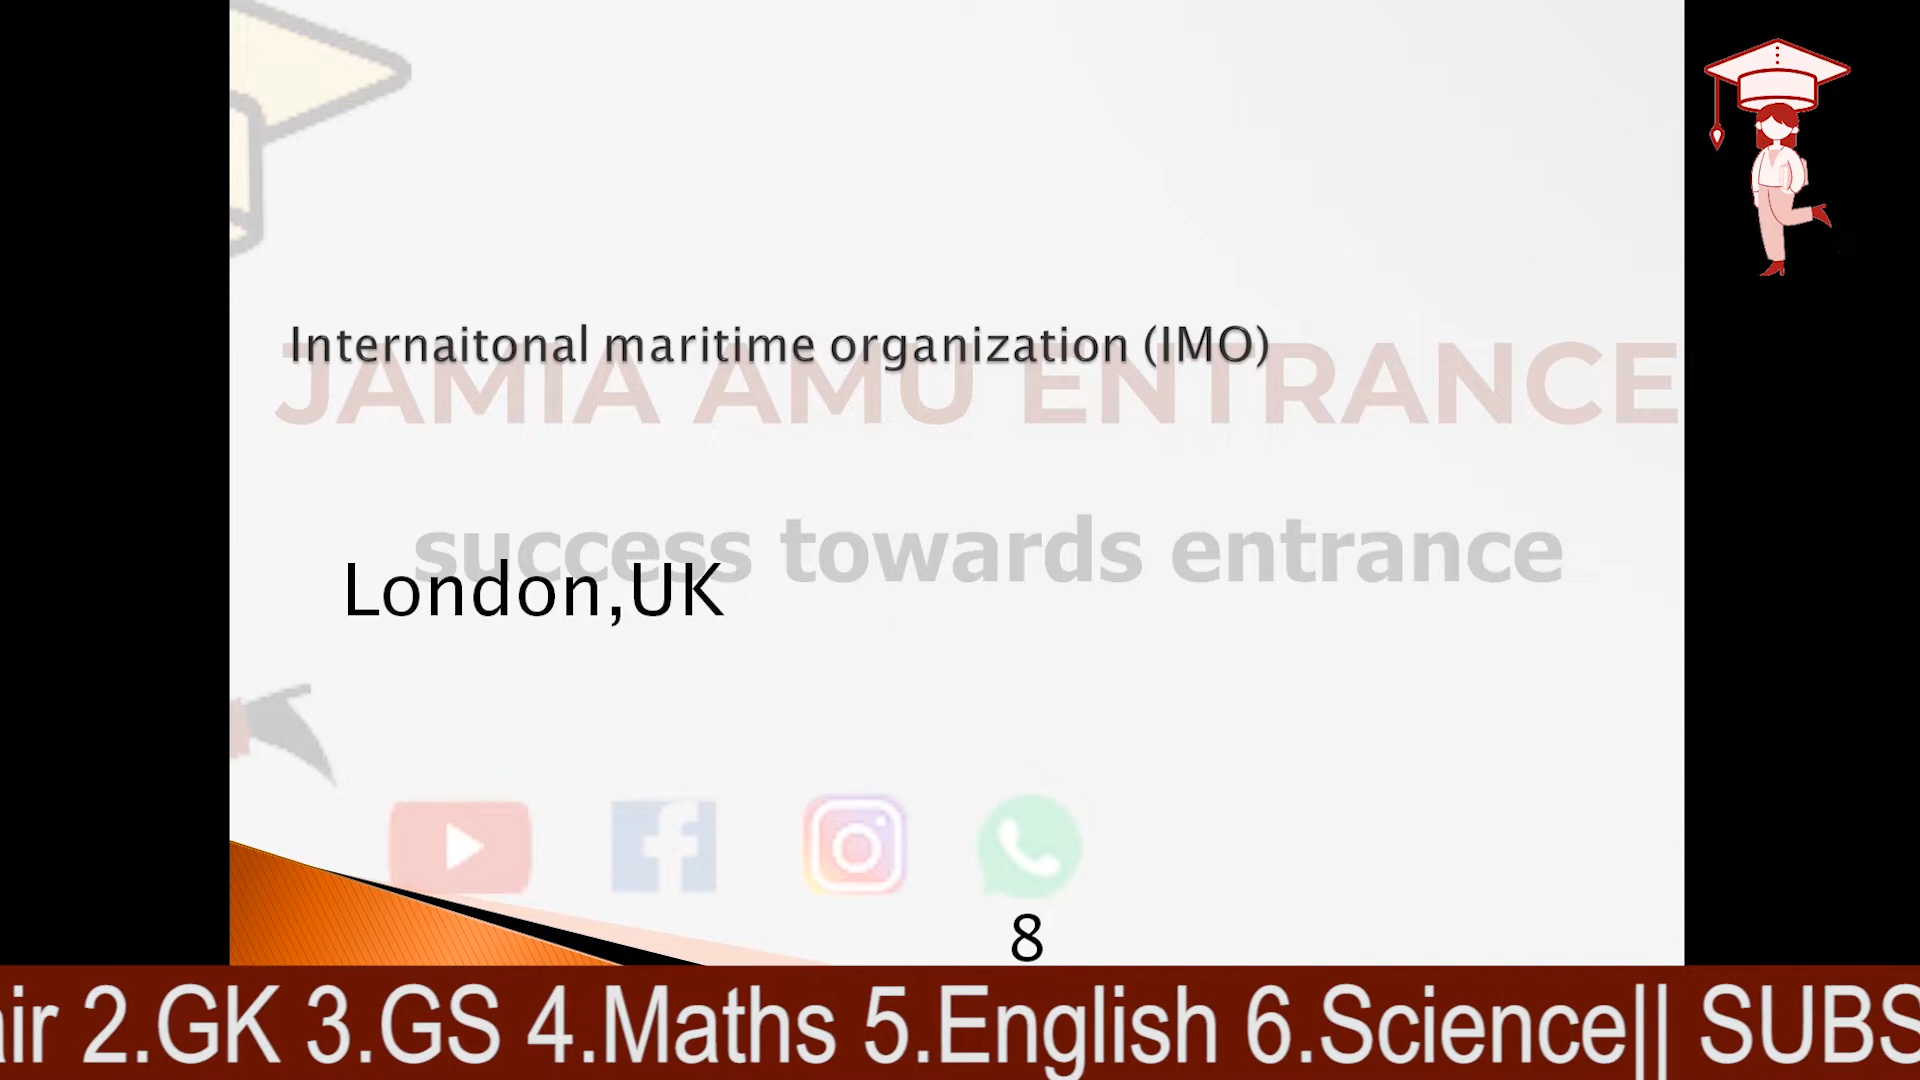 Internaitonal maritime organization (IMO)
JAMIA AMU ENTRANCE
success towards entrance
London,UK
8
air 2.GK 3.GS 4.Maths 5.English 6.Science|| SUBS